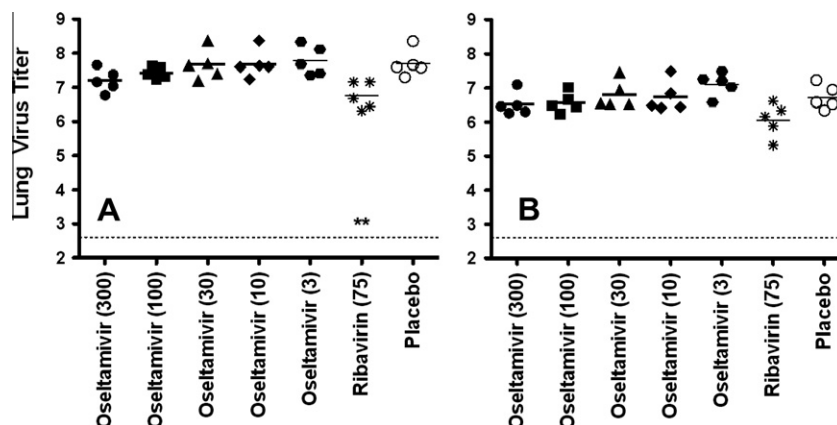 Lung Virus Titer
9
8
7
6
5
4
3
2
A
**
Oseltamivir (300)
Oseltamivir (100)
Oseltamivir (30)
Oseltamivir (10)
Oseltamivir (3)
Ribavirin (75)
Placebo
9
8
7
6
5
4
3
2
B
Oseltamivir (300)
Oseltamivir (100)
Oseltamivir (30)
Oseltamivir (10)
Oseltamivir (3)
Ribavirin (75)
Placebo